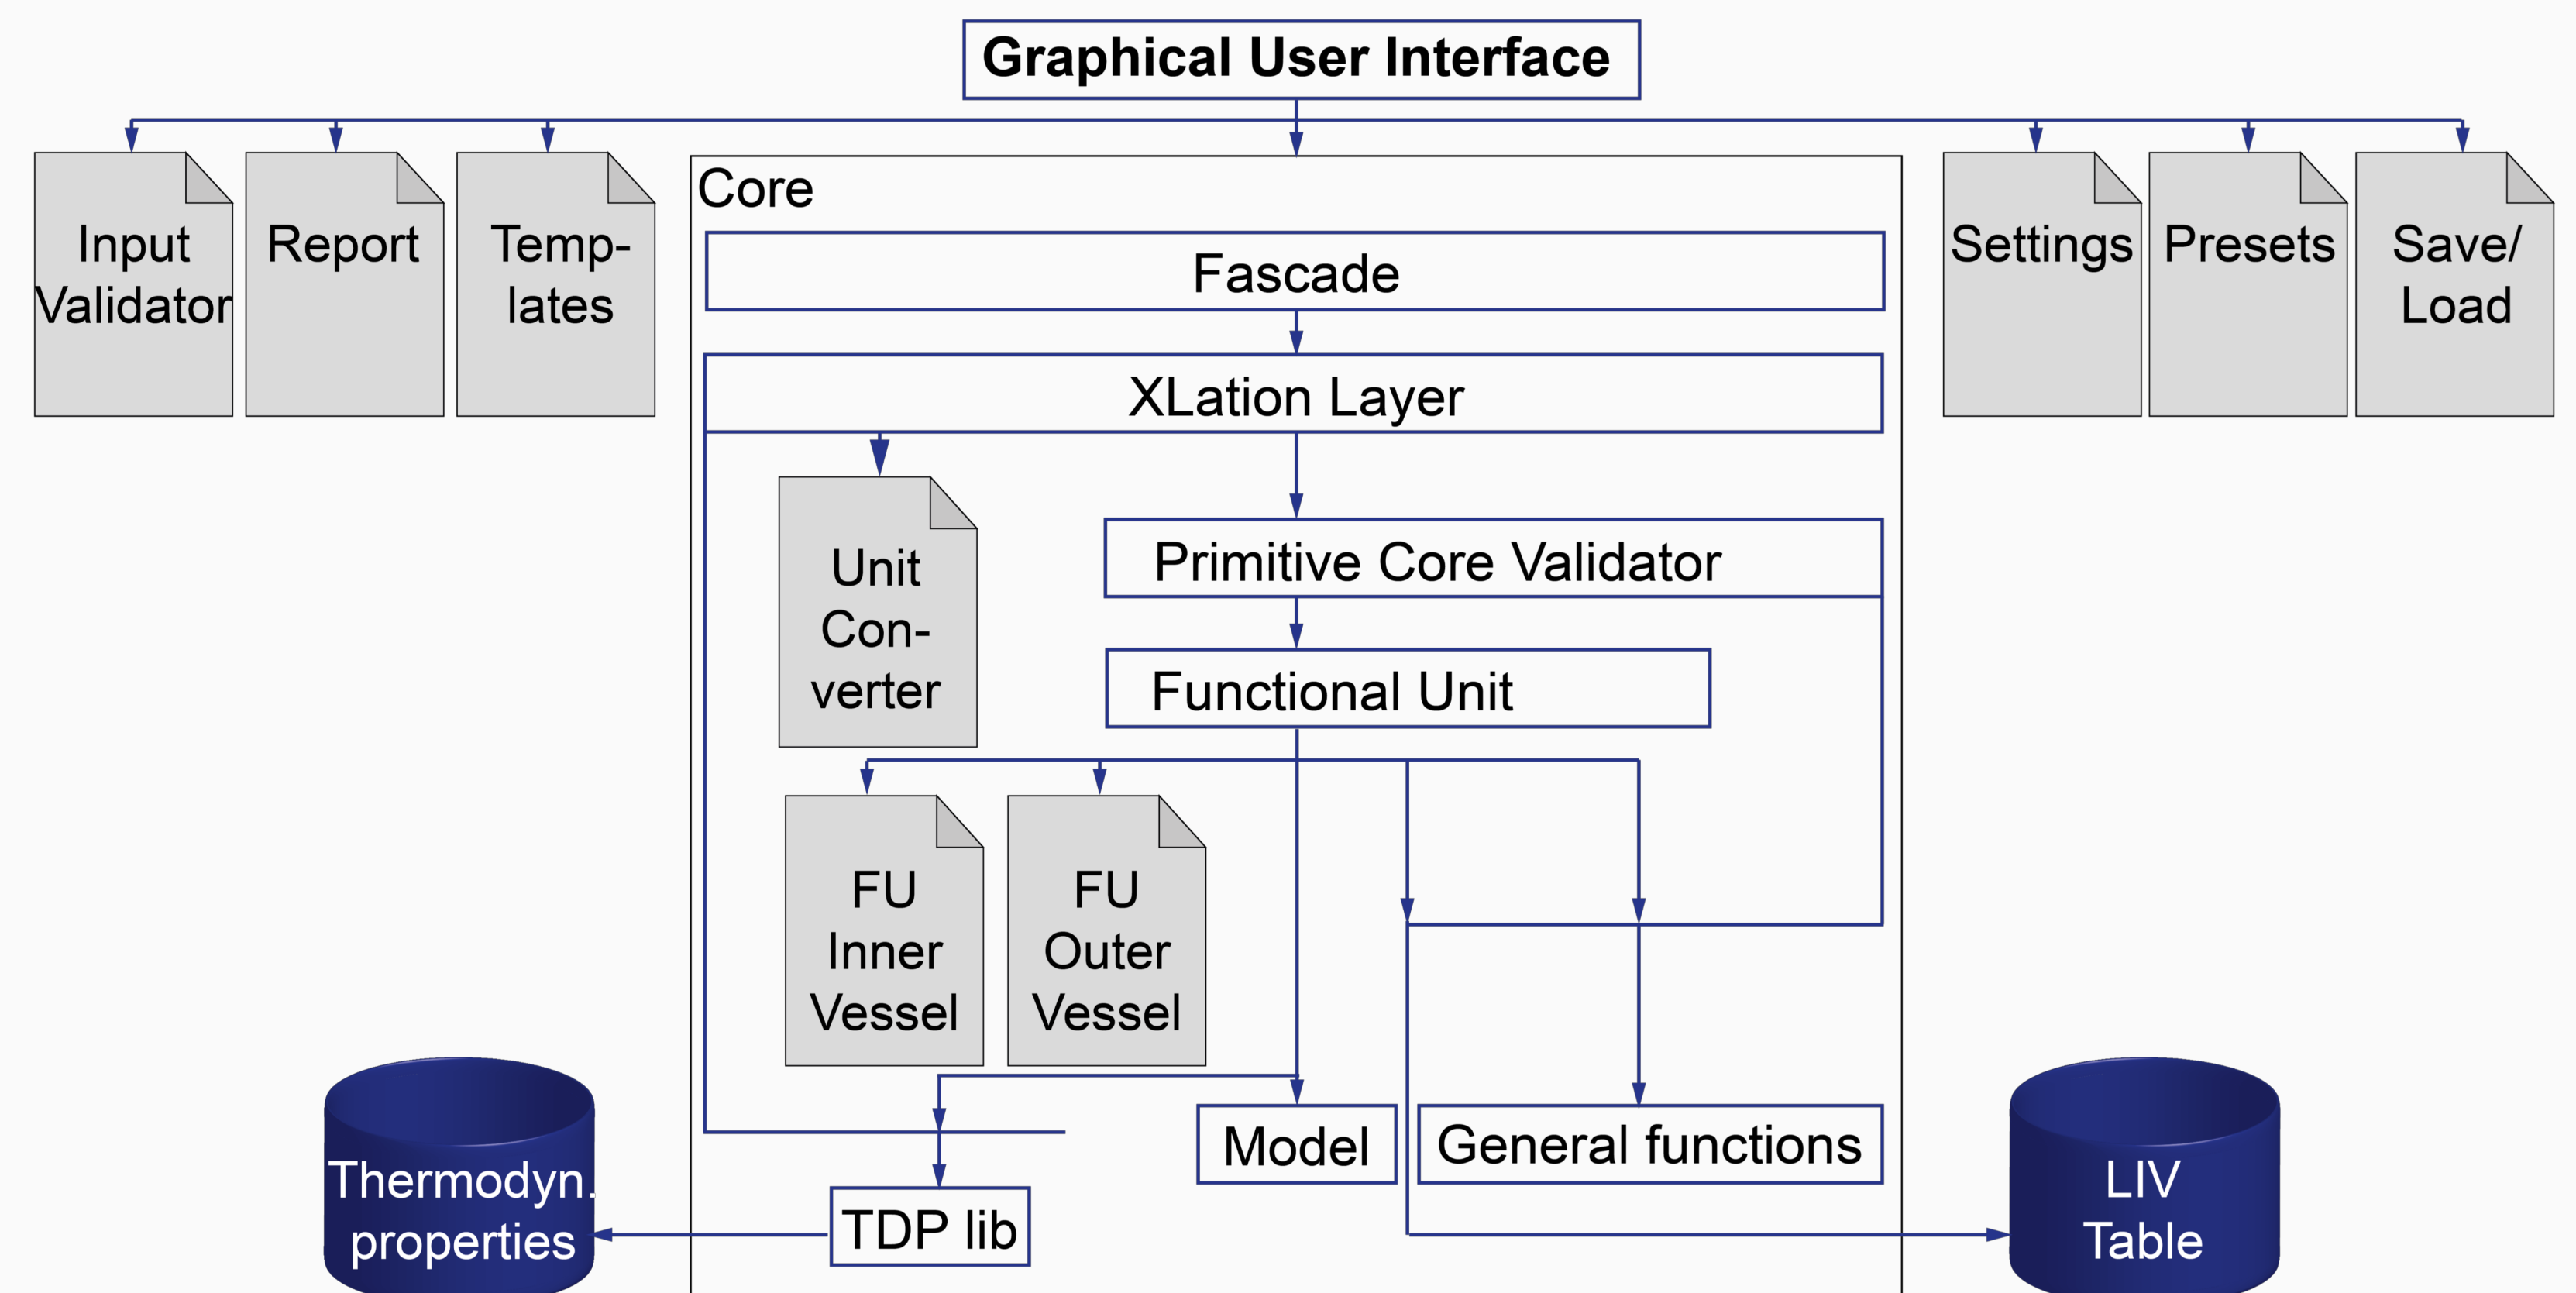 Graphical User Interface
Input
Validator
Report
Temp-
lates
Core
Fascade
XLation Layer
Unit
Con-
verter
Primitive Core Validator
Functional Unit
FU
Inner
Vessel
FU
Outer
Vessel
Model
General functions
TDP lib
Settings
Presets
Save/
Load
Thermodyn.
properties
LIV
Table